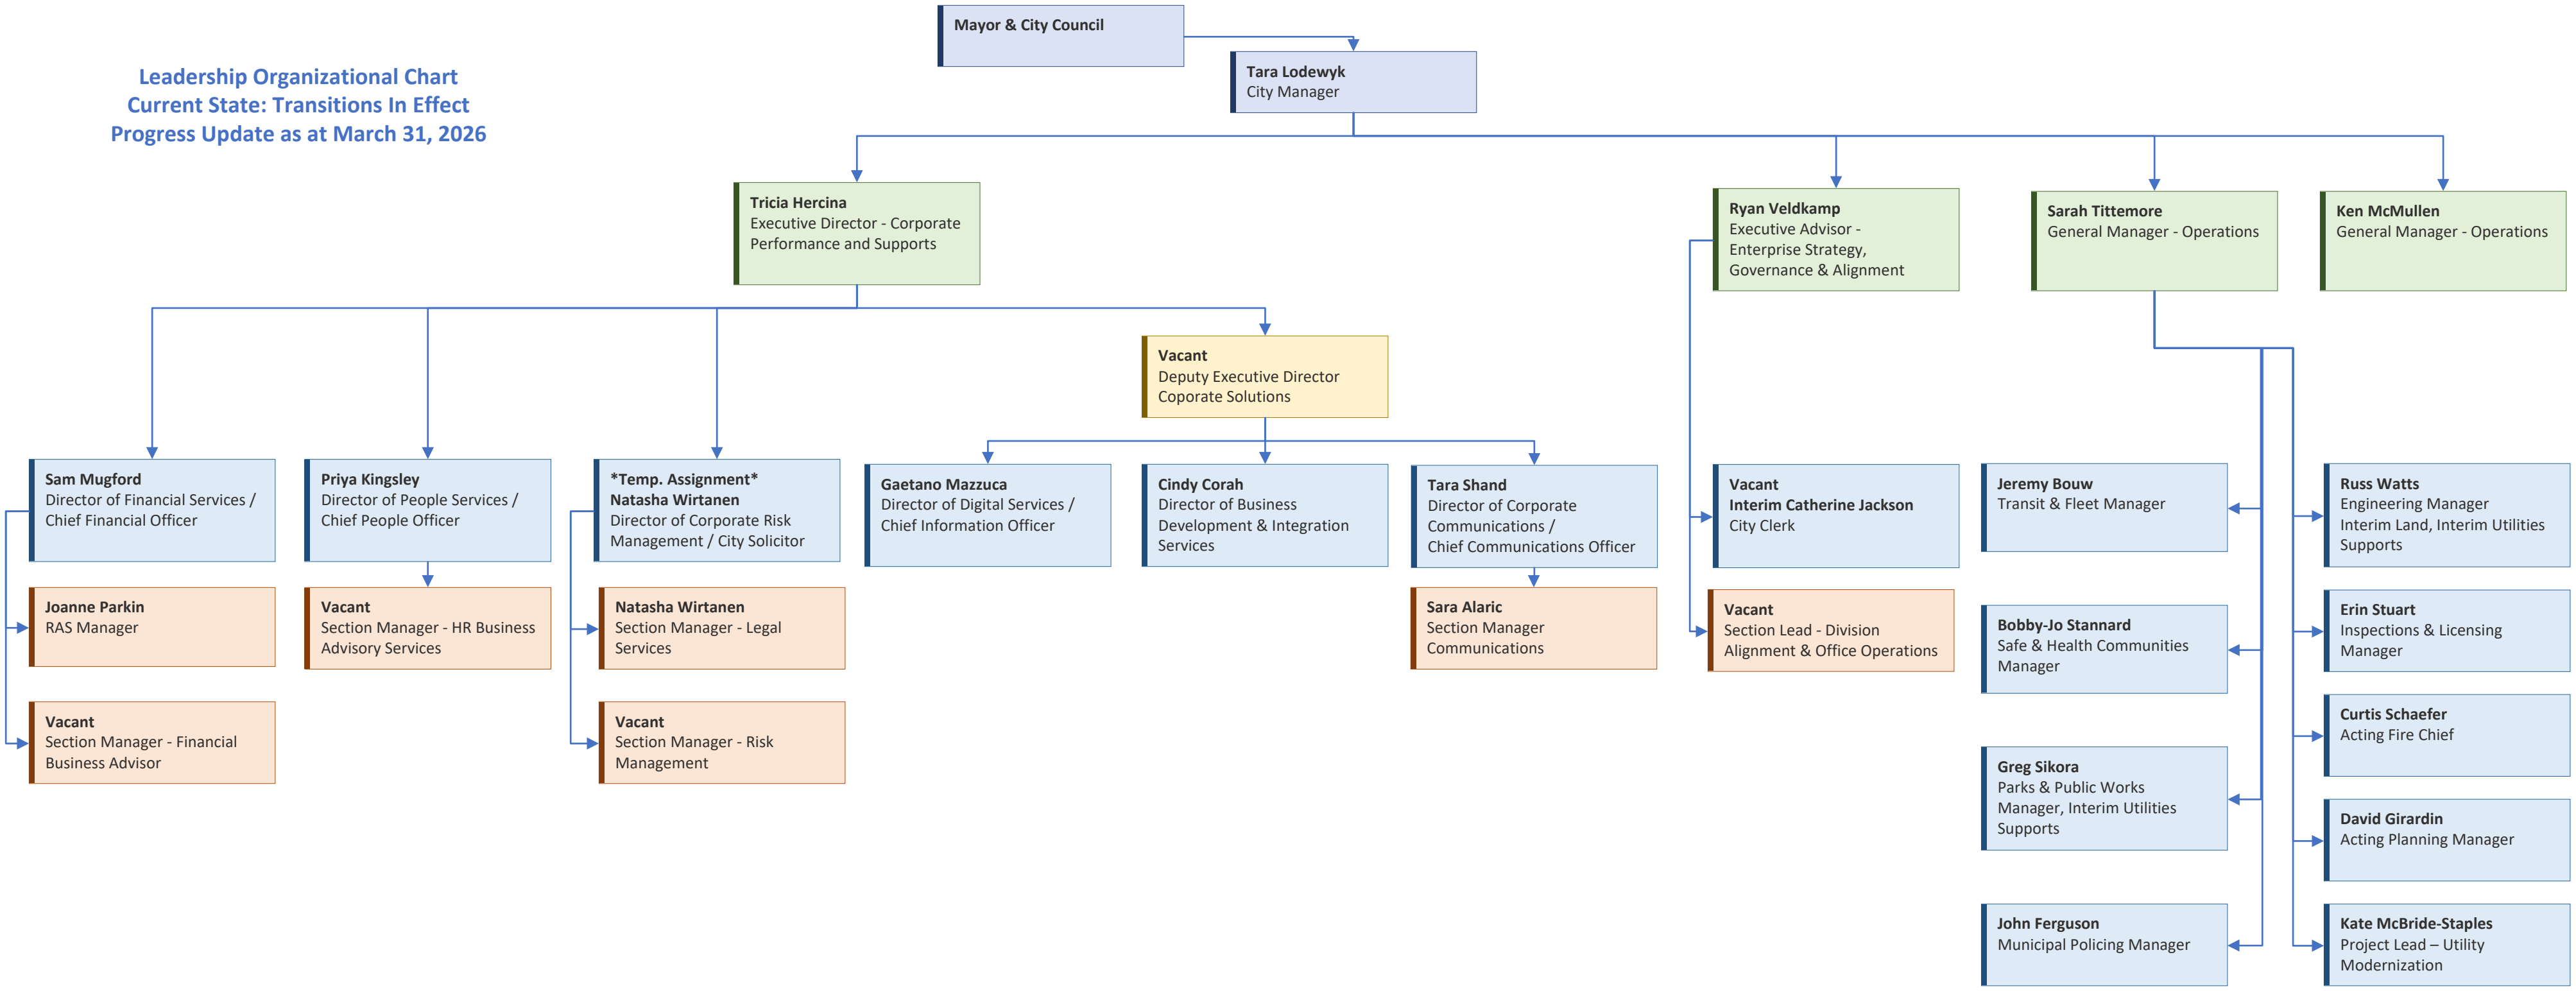 Mayor & City Council
Tara Lodewyk
City Manager
Leadership Organizational Chart
Current State: Transitions In Effect
Progress Update as at March 31, 2026
Tricia Hercina
Executive Director - Corporate
Performance and Supports
Ryan Veldkamp
Executive Advisor -
Enterprise Strategy,
Governance & Alignment
Sarah Tittemore
General Manager - Operations
Ken McMullen
General Manager - Operations
Vacant
Deputy Executive Director
Coporate Solutions
Sam Mugford
Director of Financial Services /
Chief Financial Officer
Priya Kingsley
Director of People Services /
Chief People Officer
*Temp. Assignment*
Natasha Wirtanen
Director of Corporate Risk
Management / City Solicitor
Gaetano Mazzuca
Director of Digital Services /
Chief Information Officer
Cindy Corah
Director of Business
Development & Integration
Services
Tara Shand
Director of Corporate
Communications /
Chief Communications Officer
Vacant
Interim Catherine Jackson
City Clerk
Jeremy Bouw
Transit & Fleet Manager
Russ Watts
Engineering Manager
Interim Land, Interim Utilities
Supports
Joanne Parkin
RAS Manager
Vacant
Section Manager - HR Business
Advisory Services
Natasha Wirtanen
Section Manager - Legal
Services
Sara Alaric
Section Manager
Communications
Vacant
Section Lead - Division
Alignment & Office Operations
Bobby-Jo Stannard
Safe & Health Communities
Manager
Erin Stuart
Inspections & Licensing
Manager
Vacant
Section Manager - Financial
Business Advisor
Vacant
Section Manager - Risk
Management
Curtis Schaefer
Acting Fire Chief
Greg Sikora
Parks & Public Works
Manager, Interim Utilities
Supports
David Girardin
Acting Planning Manager
John Ferguson
Municipal Policing Manager
Kate McBride-Staples
Project Lead – Utility
Modernization